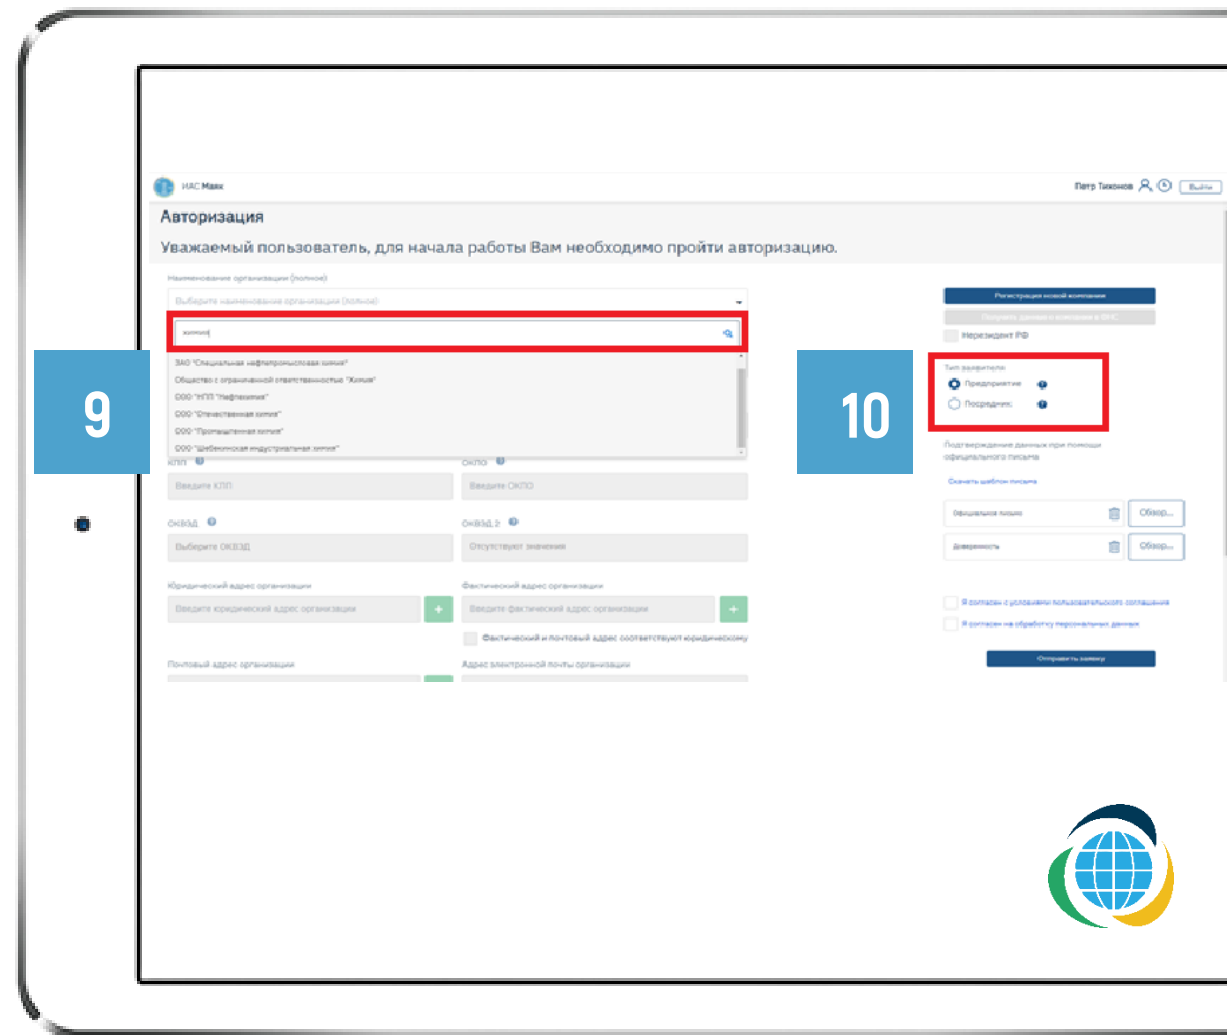 ИАС Маяк
Петр Тихонов
Выйти
Авторизация
Уважаемый пользователь, для начала работы Вам необходимо пройти авторизацию.
Наименование организации (полное)
Выберите наименование организации (полное)
химия
ЗАО "Специальная нефтепромысловая химия"
Общество с ограниченной ответственностью "Химия"
ООО "НПП "Нефтехимия"
ООО "Отечественная химия"
ООО "Промышленная химия"
ООО "Шебекинская индустриальная химия"
9
КПП
ОКПО
Введите КПП
Введите ОКПО
ОКВЭД
ОКВЭД 2
Выберите ОКВЭД
Отсутствуют значения
Юридический адрес организации
Фактический адрес организации
Введите юридический адрес организации
+
Введите фактический адрес организации
+
Фактический и почтовый адрес соответствуют юридическому
Почтовый адрес организации
Адрес электронной почты организации
Регистрация новой компании
Получить данные о компании в ФНС
Нерезидент РФ
10
Тип заявителя
Предприятие
Посредник
Подтверждение данных при помощи
официального письма
Скачать шаблон письма
Официальное письмо
Обзор...
Доверенность
Обзор...
Я согласен с условиями пользовательского соглашения
Я согласен на обработку персональных данных
Отправить заявку